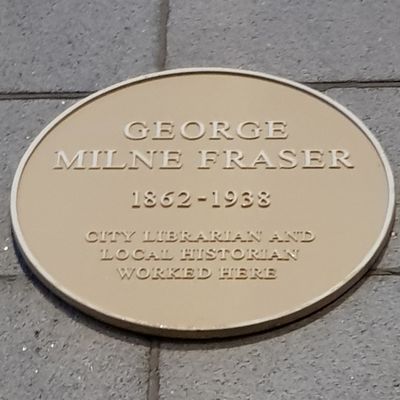 GEORGE
MILNE FRASER
1862-1938
CITY LIBRARIAN AND
LOCAL HISTORIAN
WORKED HERE